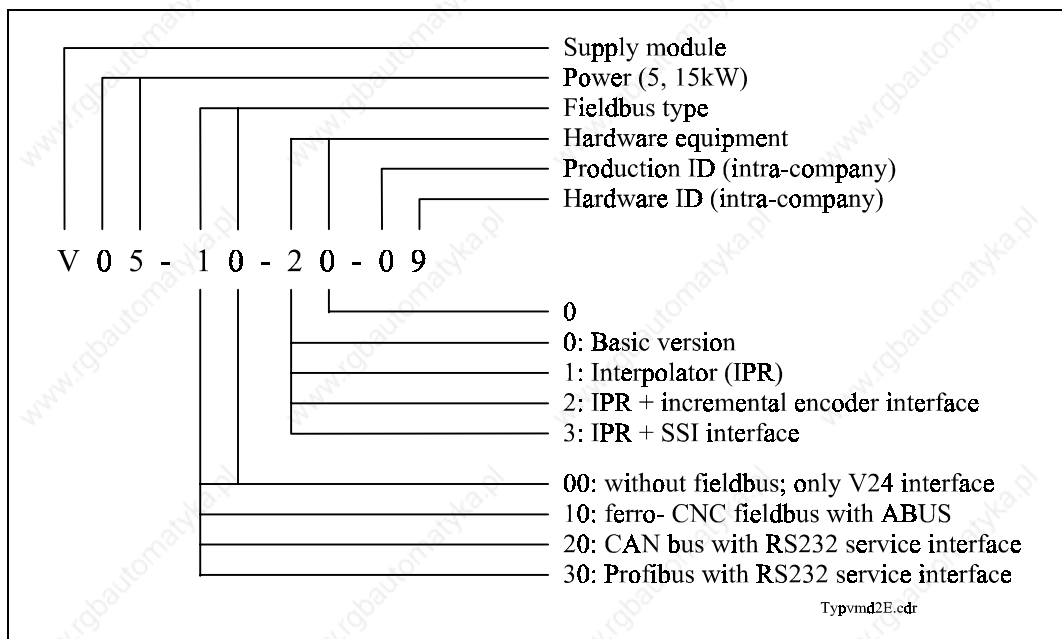 Supply module
Power (5, 15kW)
Fieldbus type
Hardware equipment
Production ID (intra-company)
Hardware ID (intra-company)
V 0 5 - 1 0 - 2 0 - 0 9
0
0: Basic version
1: Interpolator (IPR)
2: IPR + incremental encoder interface
3: IPR + SSI interface
00: without fieldbus; only V24 interface
10: ferro- CNC fieldbus with ABUS
20: CAN bus with RS232 service interface
30: Profibus with RS232 service interface
Typvmd2E.cdr
www.rgbautomatyka.pl